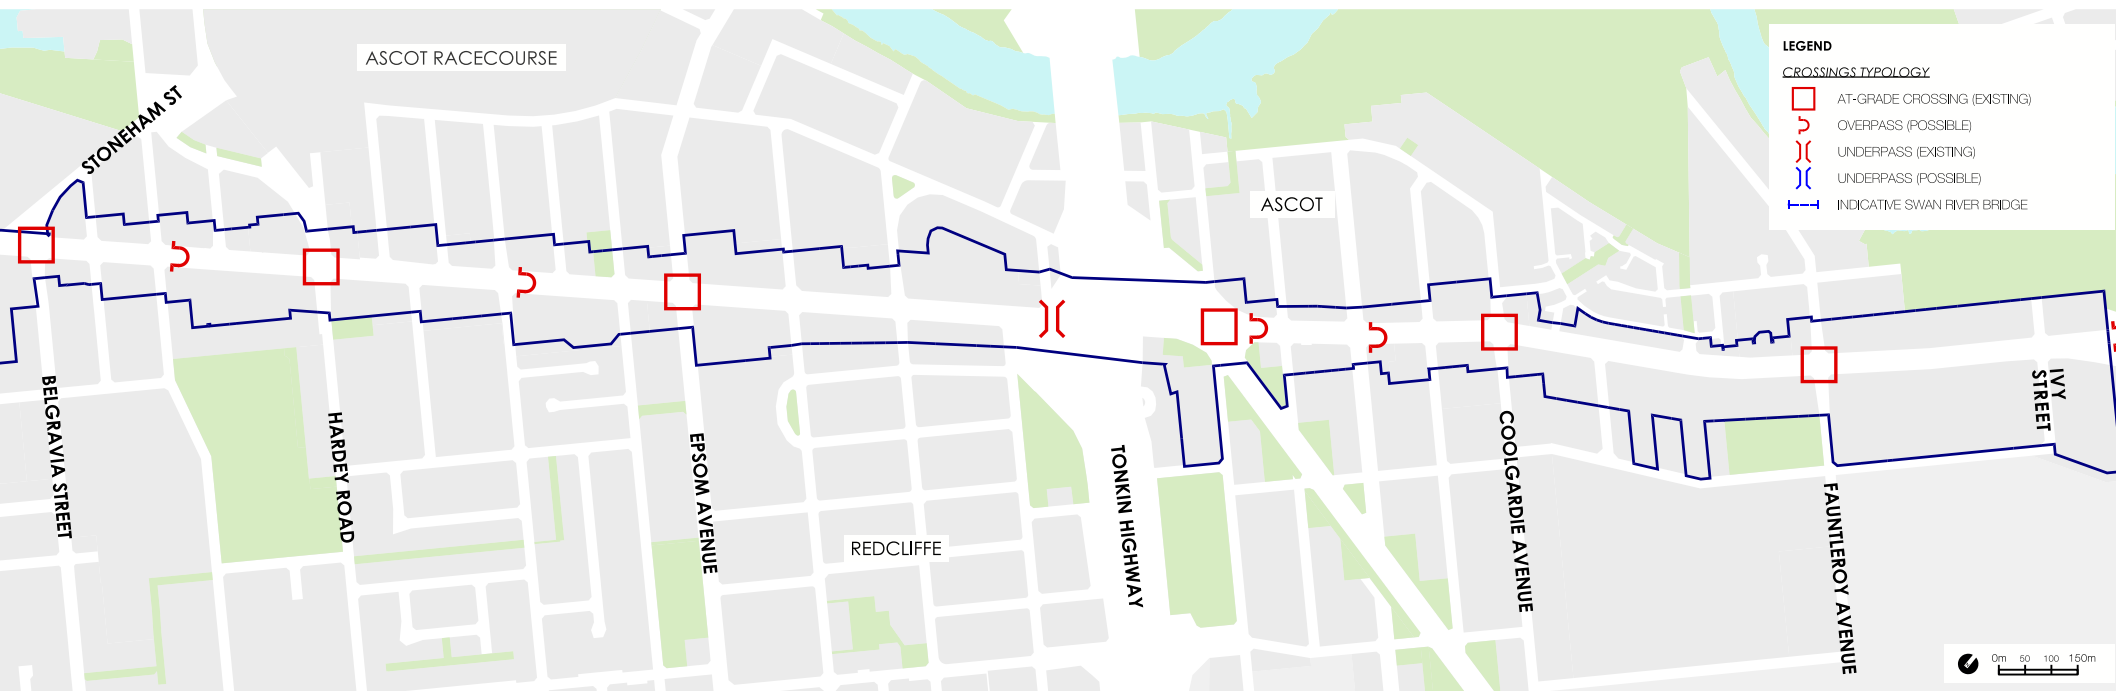 ASCOT RACECOURSE
STONEHAM ST
LEGEND
CROSSINGS TYPOLOGY
AT-GRADE CROSSING (EXISTING)
OVERPASS (POSSIBLE)
UNDERPASS (EXISTING)
UNDERPASS (POSSIBLE)
INDICATIVE SWAN RIVER BRIDGE
ASCOT
BELGRAVIA STREET
HARDEY ROAD
EPSOM AVENUE
REDCLIFFE
TONKIN HIGHWAY
COOLGARDIE AVENUE
FAUNTLEROY AVENUE
IVY
STREET
0m 50 100 150m